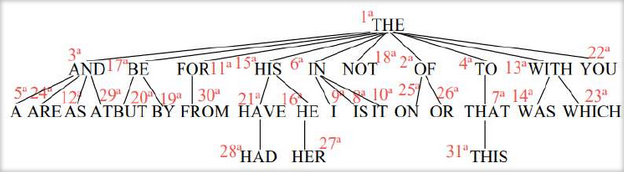 1ª THE
3ª AND 17ª BE FOR 11ª 15ª HIS 6ª IN NOT 18ª 2ª OF 4ª TO 13ª WITH YOU 22ª
5ª A 24ª ARE 12ª AS 29ª AT BUT 20ª BY 19ª FROM 30ª 21ª HAVE 16ª HE 9ª I 8ª IS 10ª IT 25ª ON OR 26ª 7ª THAT 14ª WAS WHICH 23ª
28ª HAD HER 27ª 31ª THIS